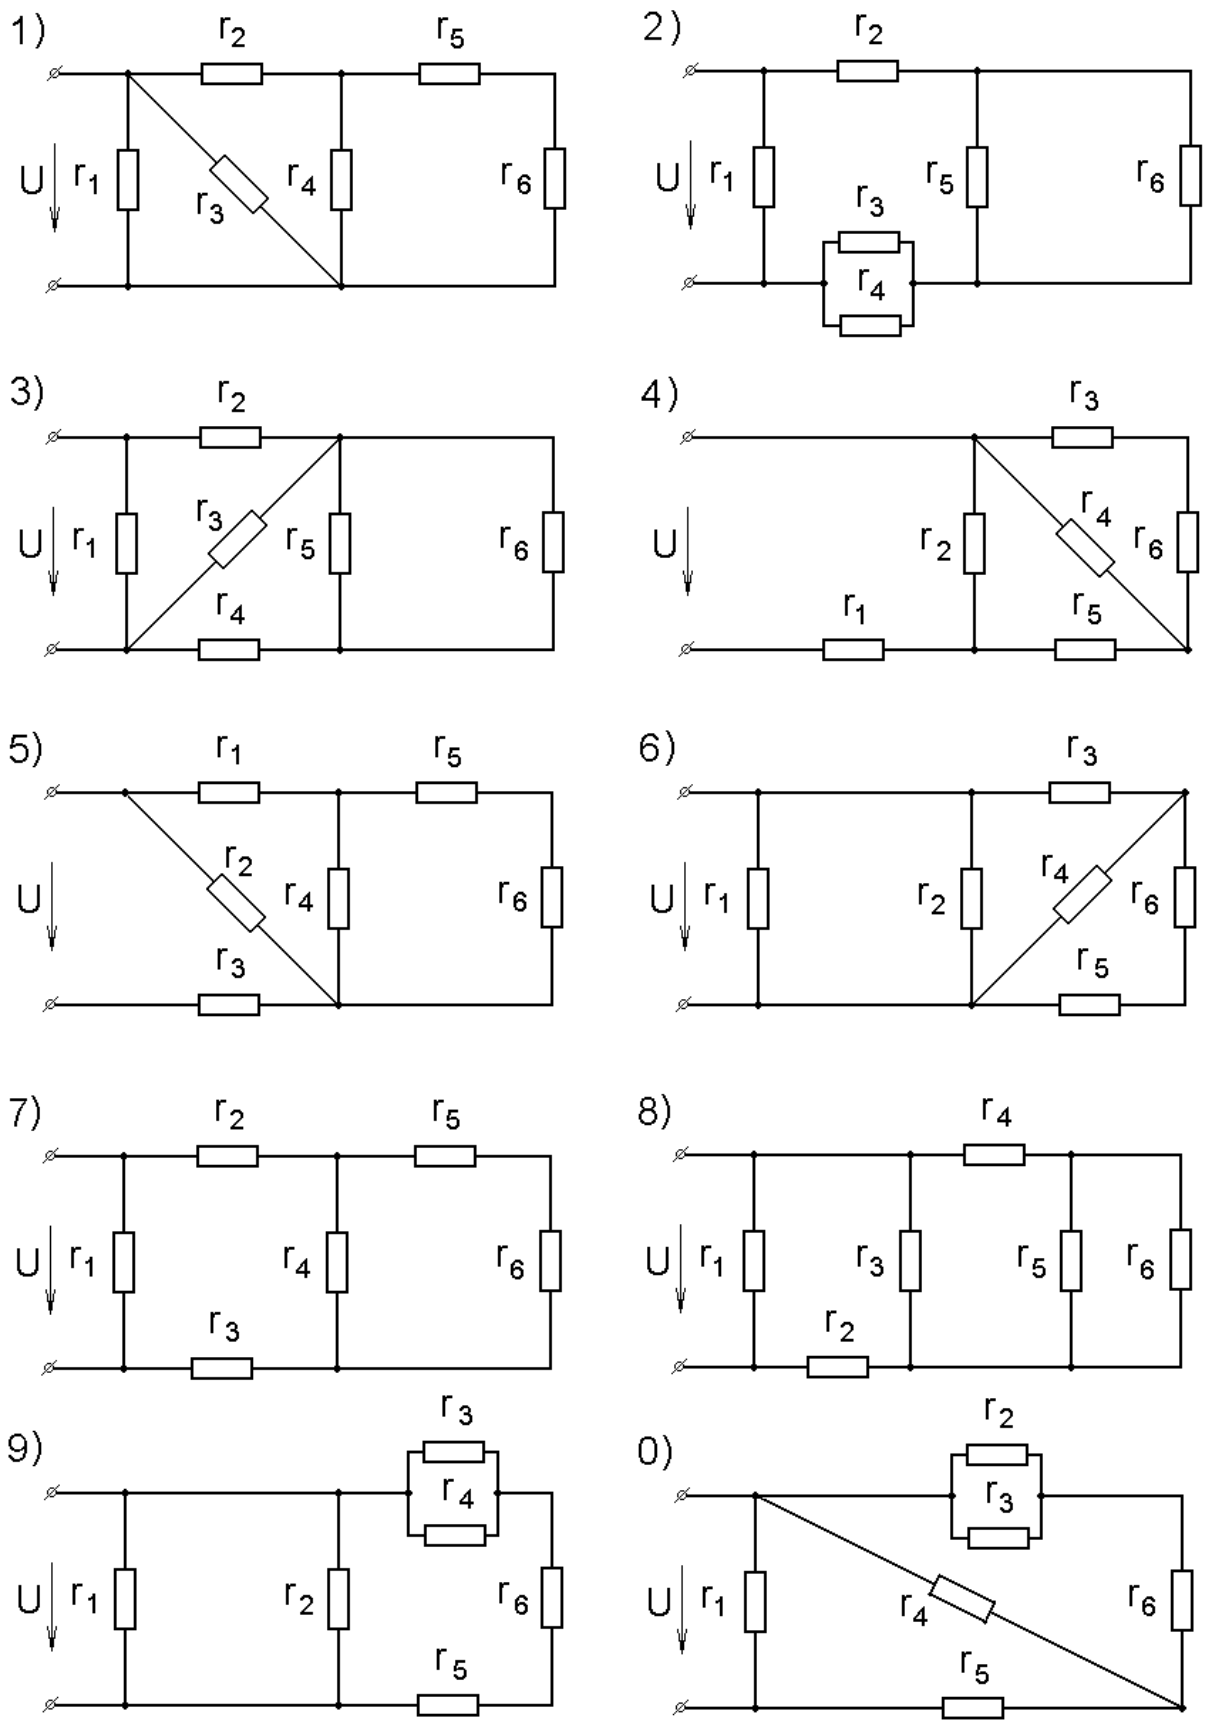 1) r2 r5
U r1 r3 r4 r6
2) r2
U r1 r3 r4 r5 r6
3) r2
U r1 r3 r5 r6
r4
4) r3
U r2 r4 r6
r1 r5
5) r1 r5
U r2 r4 r6
r3
6) r3
U r1 r2 r4 r6
r5
7) r2 r5
U r1 r4 r6
r3
8) r4
U r1 r3 r5 r6
r2
9) r3
r4
U r1 r2 r6
r5
0) r2
r3
U r1 r4 r6
r5